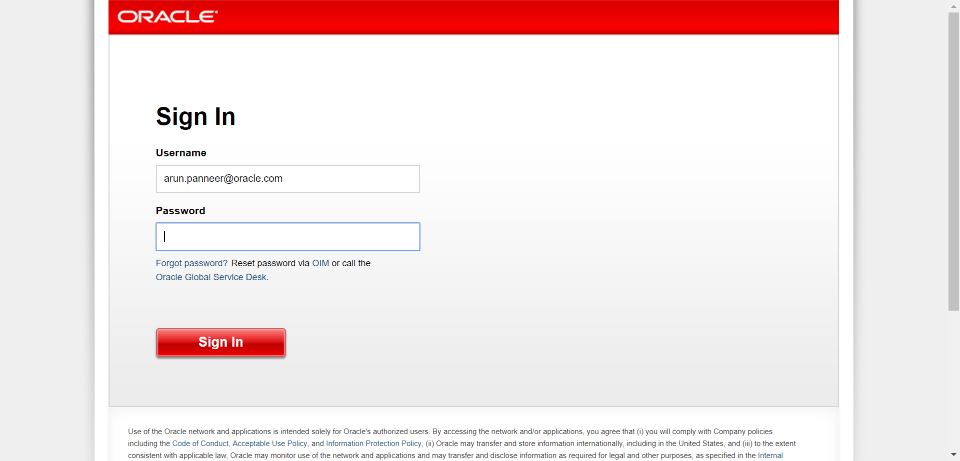 ORACLE®
Sign In
Username
arun.panneer@oracle.com
Password
Forgot password? Reset password via OIM or call the
Oracle Global Service Desk.
Sign In
Use of the Oracle network and applications is intended solely for Oracle's authorized users. By accessing the network and/or applications, you agree that (i) you will comply with Company policies
including the Code of Conduct, Acceptable Use Policy, and Information Protection Policy, (ii) Oracle may transfer and store information internationally, including in the United States, and (iii) to the extent
consistent with applicable law, Oracle may monitor use of the network and applications and may transfer and disclose information as required for legal and other purposes, as specified in the Internal